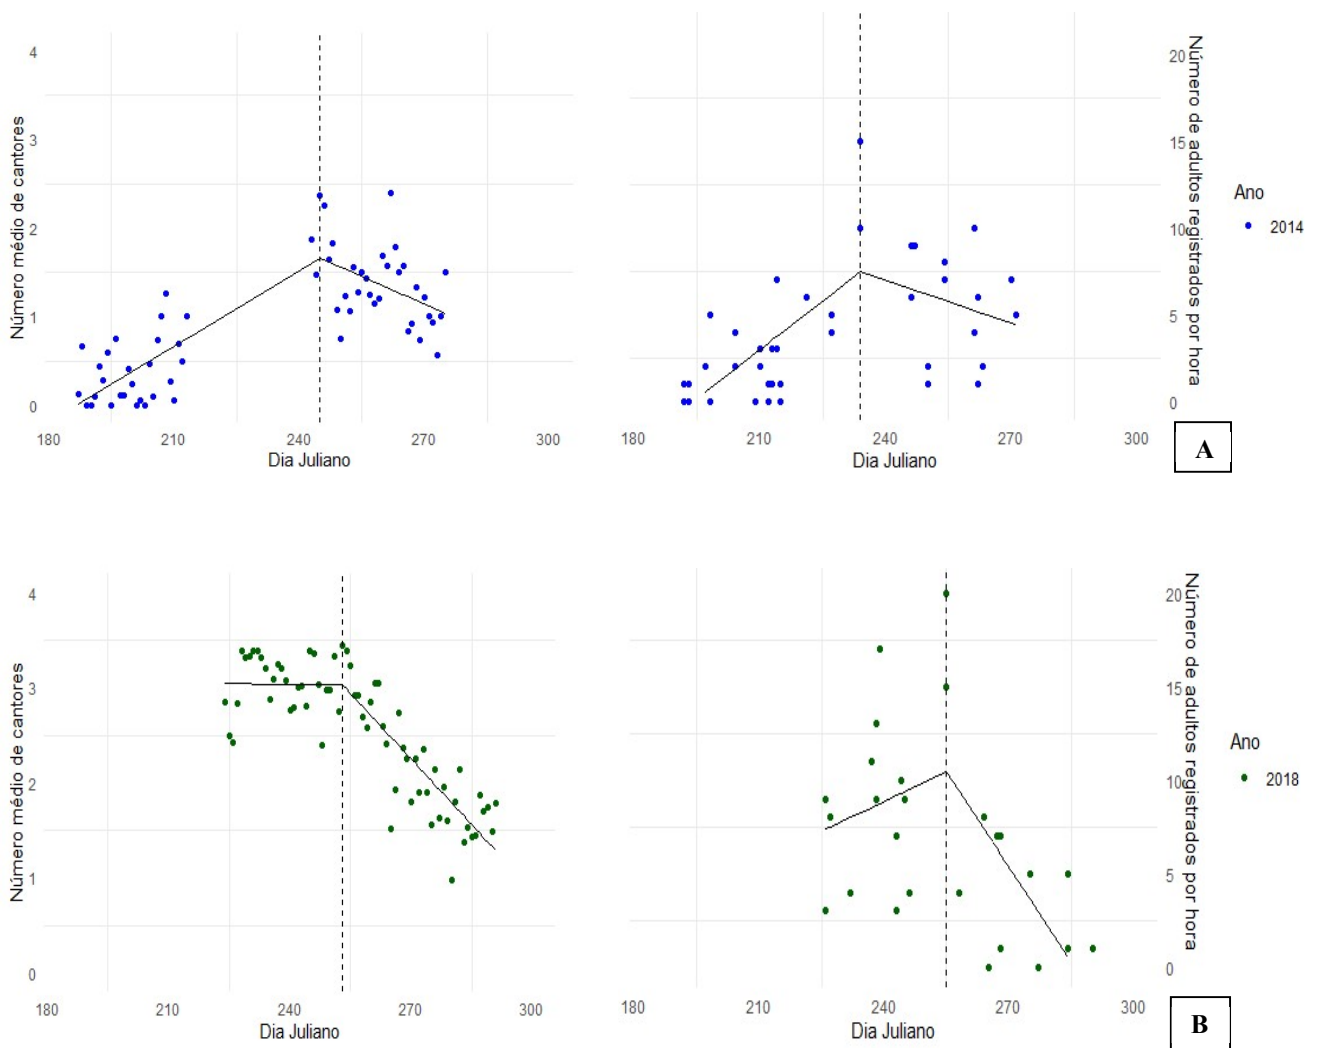 4
3
2
1
0
Número médio de cantores
180 210 240 270 300
Dia Juliano
20
15
10
5
0
Número de adultos registrados por hora
180 210 240 270 300
Dia Juliano
Ano
2014
A
4
3
2
1
0
Número médio de cantores
180 210 240 270 300
Dia Juliano
20
15
10
5
0
Número de adultos registrados por hora
180 210 240 270 300
Dia Juliano
Ano
2018
B